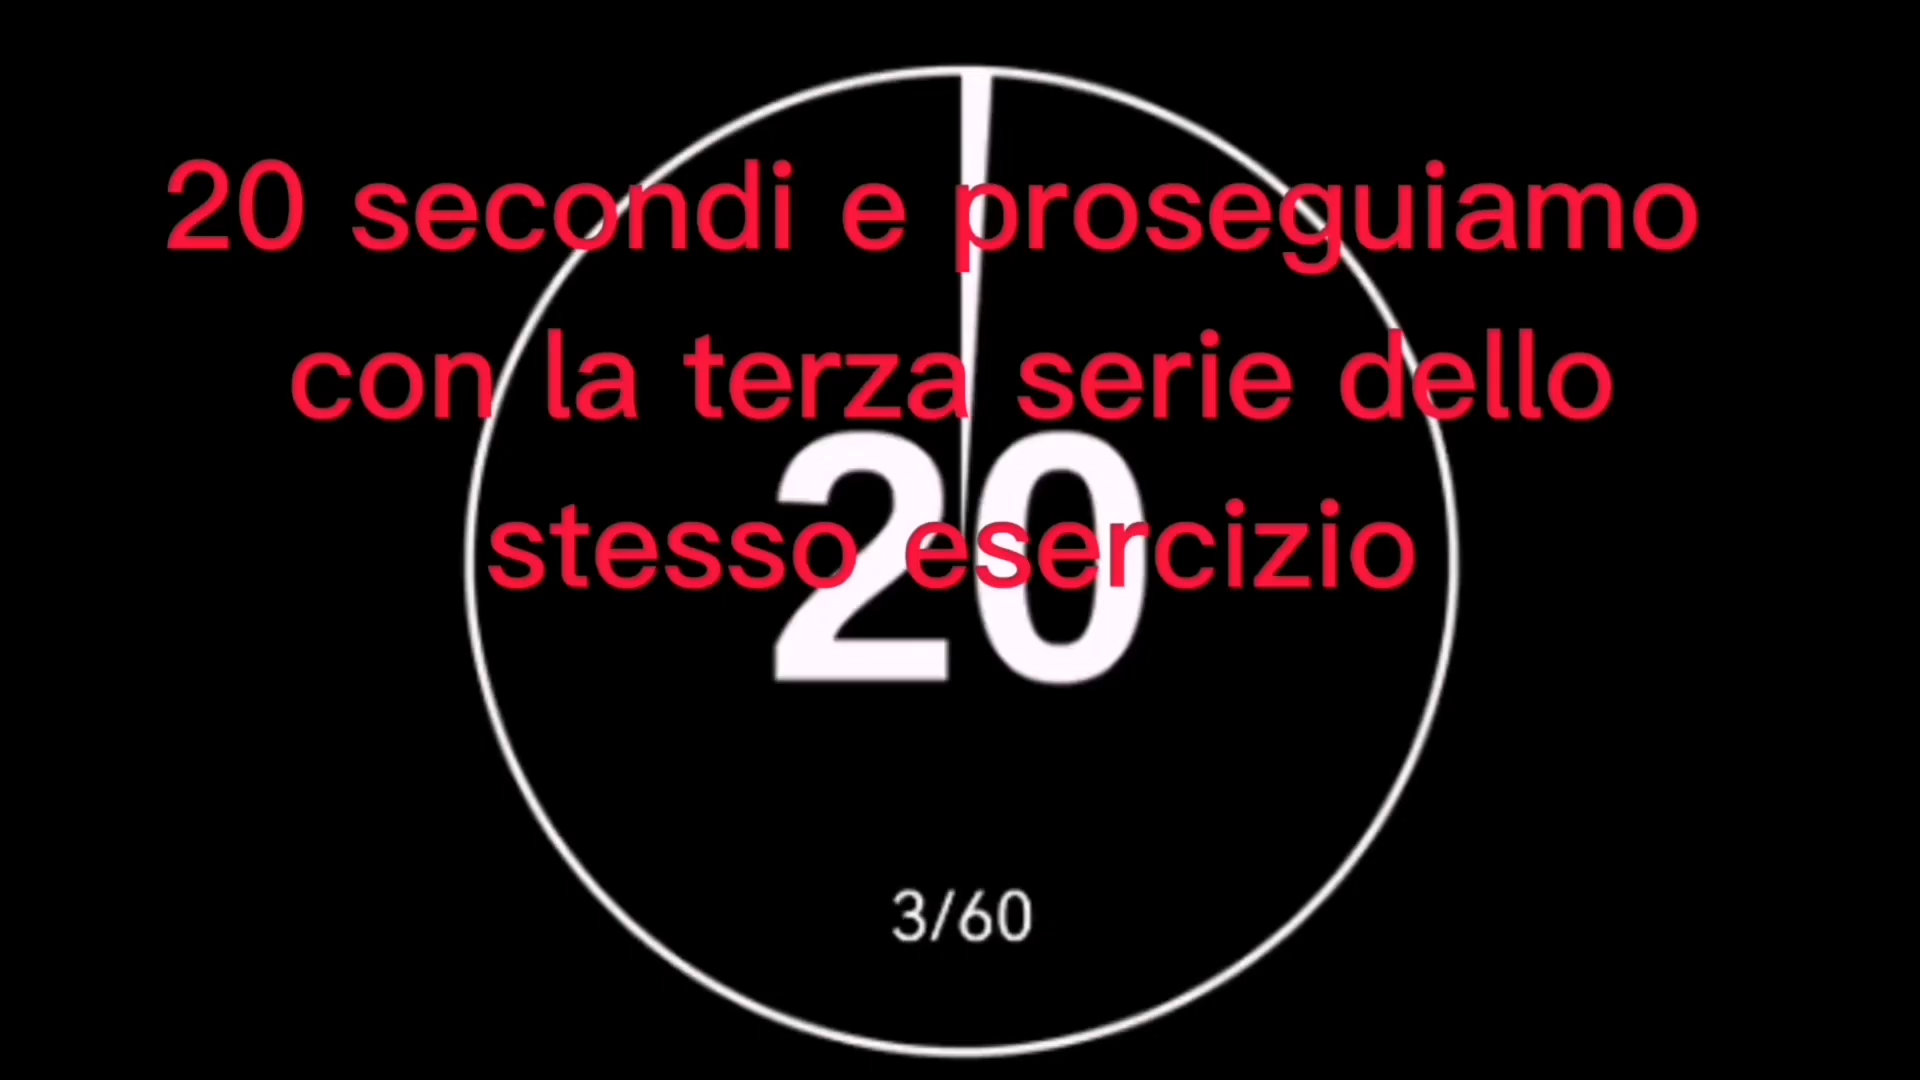 20 secondi e proseguiamo
con la terza serie dello
stesso esercizio
20
3/60